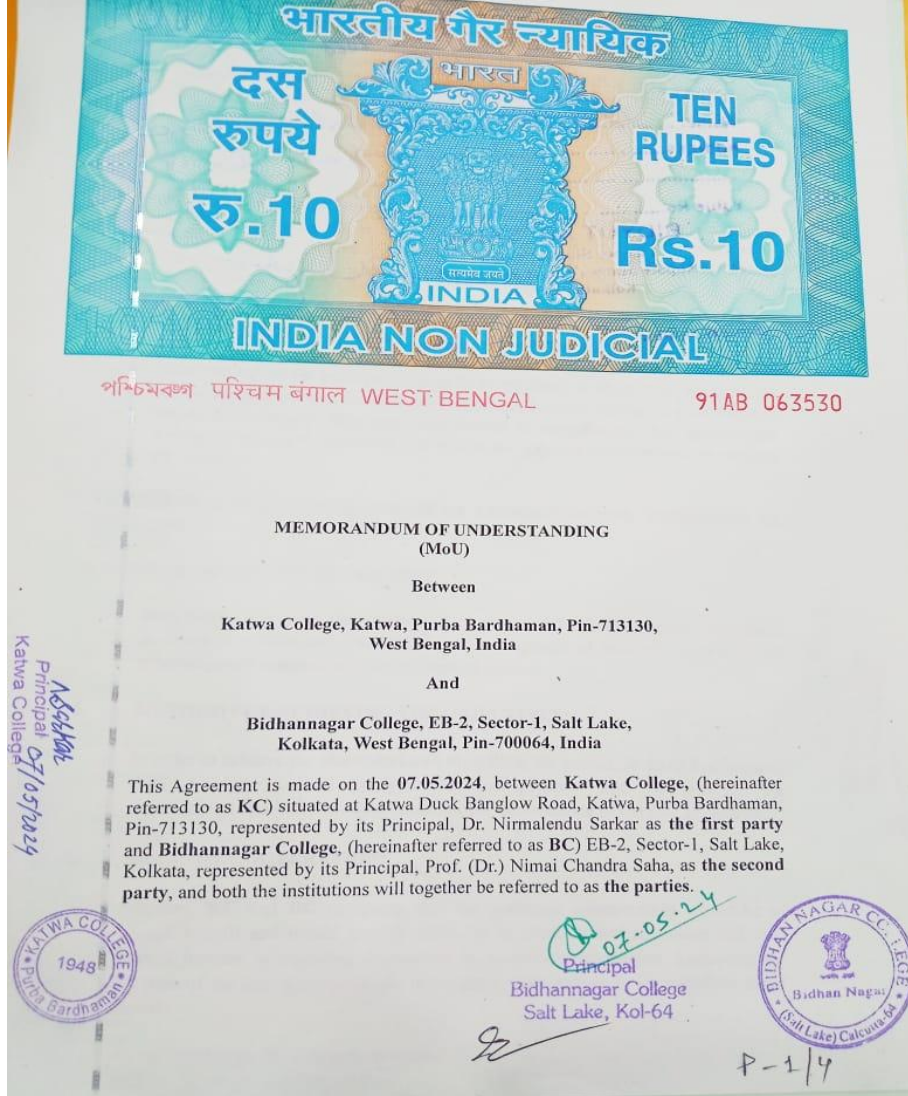 भारतीय गैर न्यायिक
भारत
दस
रुपये
रु.10
TEN
RUPEES
Rs.10
सत्यमेव जयते
INDIA
INDIA NON JUDICIAL
পশ্চিমবঙ্গ पश्चिम बंगाल WEST BENGAL
91AB 063530
MEMORANDUM OF UNDERSTANDING
(MoU)
Between
Katwa College, Katwa, Purba Bardhaman, Pin-713130,
West Bengal, India
And
Bidhannagar College, EB-2, Sector-1, Salt Lake,
Kolkata, West Bengal, Pin-700064, India
This Agreement is made on the 07.05.2024, between Katwa College, (hereinafter
referred to as KC) situated at Katwa Duck Banglow Road, Katwa, Purba Bardhaman,
Pin-713130, represented by its Principal, Dr. Nirmalendu Sarkar as the first party
and Bidhannagar College, (hereinafter referred to as BC) EB-2, Sector-1, Salt Lake,
Kolkata, represented by its Principal, Prof. (Dr.) Nimai Chandra Saha, as the second
party, and both the institutions will together be referred to as the parties.
NSarkar
Principal 07/05/2024
Katwa College
KATWA COLLEGE
1948
Purba Bardhaman
07.05.24
Principal
Bidhannagar College
Salt Lake, Kol-64
BIDHAN NAGAR COLLEGE
Bidhan Nagar
(Salt Lake) Calcutta-64
P-1/4